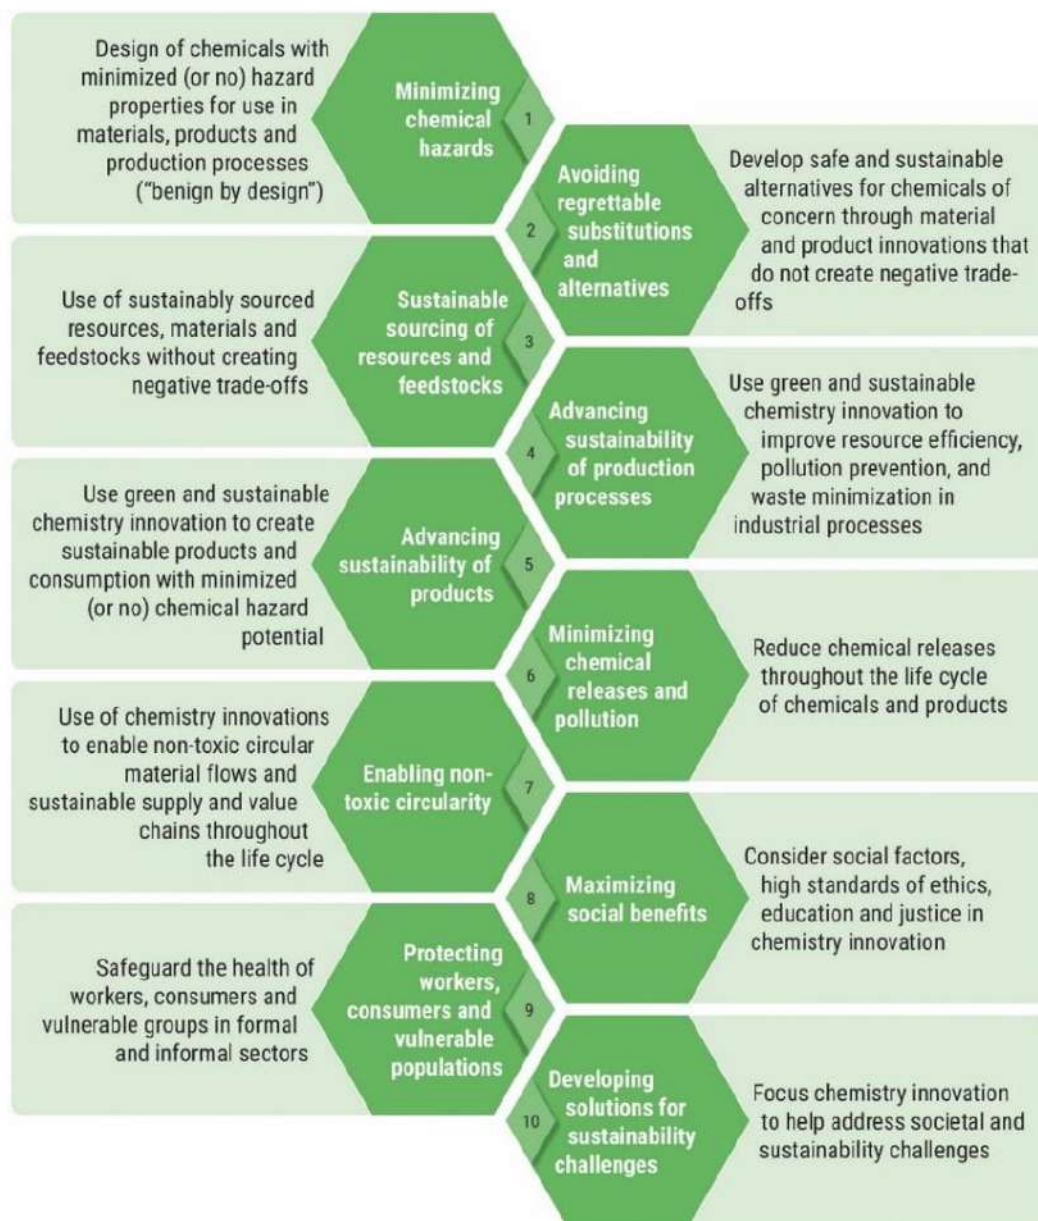 Design of chemicals with
minimized (or no) hazard
properties for use in
materials, products and
production processes
(“benign by design”)
Minimizing
chemical
hazards
1
Avoiding
regrettable
substitutions
and
alternatives
2
Develop safe and sustainable
alternatives for chemicals of
concern through material
and product innovations that
do not create negative trade-
offs
Use of sustainably sourced
resources, materials and
feedstocks without creating
negative trade-offs
Sustainable
sourcing of
resources and
feedstocks
3
Advancing
sustainability
of production
processes
4
Use green and sustainable
chemistry innovation to
improve resource efficiency,
pollution prevention, and
waste minimization in
industrial processes
Use green and sustainable
chemistry innovation to create
sustainable products and
consumption with minimized
(or no) chemical hazard
potential
Advancing
sustainability of
products
5
Minimizing
chemical
releases and
pollution
6
Reduce chemical releases
throughout the life cycle
of chemicals and products
Use of chemistry innovations
to enable non-toxic circular
material flows and
sustainable supply and value
chains throughout
the life cycle
Enabling non-
toxic circularity
7
Maximizing
social benefits
8
Consider social factors,
high standards of ethics,
education and justice in
chemistry innovation
Safeguard the health of
workers, consumers and
vulnerable groups in formal
and informal sectors
Protecting
workers,
consumers and
vulnerable
populations
9
Developing
solutions for
sustainability
challenges
10
Focus chemistry innovation
to help address societal and
sustainability challenges